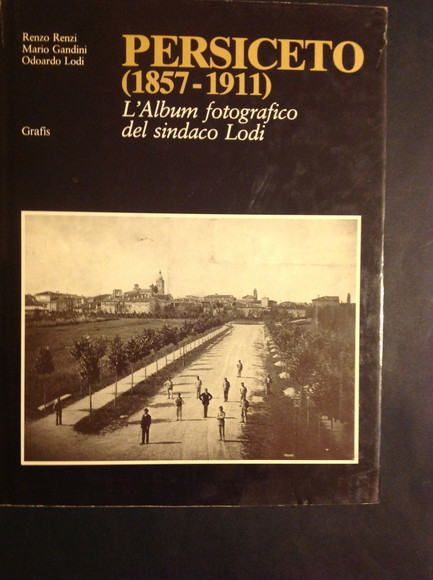 Renzo Renzi
Mario Gandini
Odoardo Lodi
PERSICETO
(1857-1911)
L'Album fotografico
del sindaco Lodi
Grafis